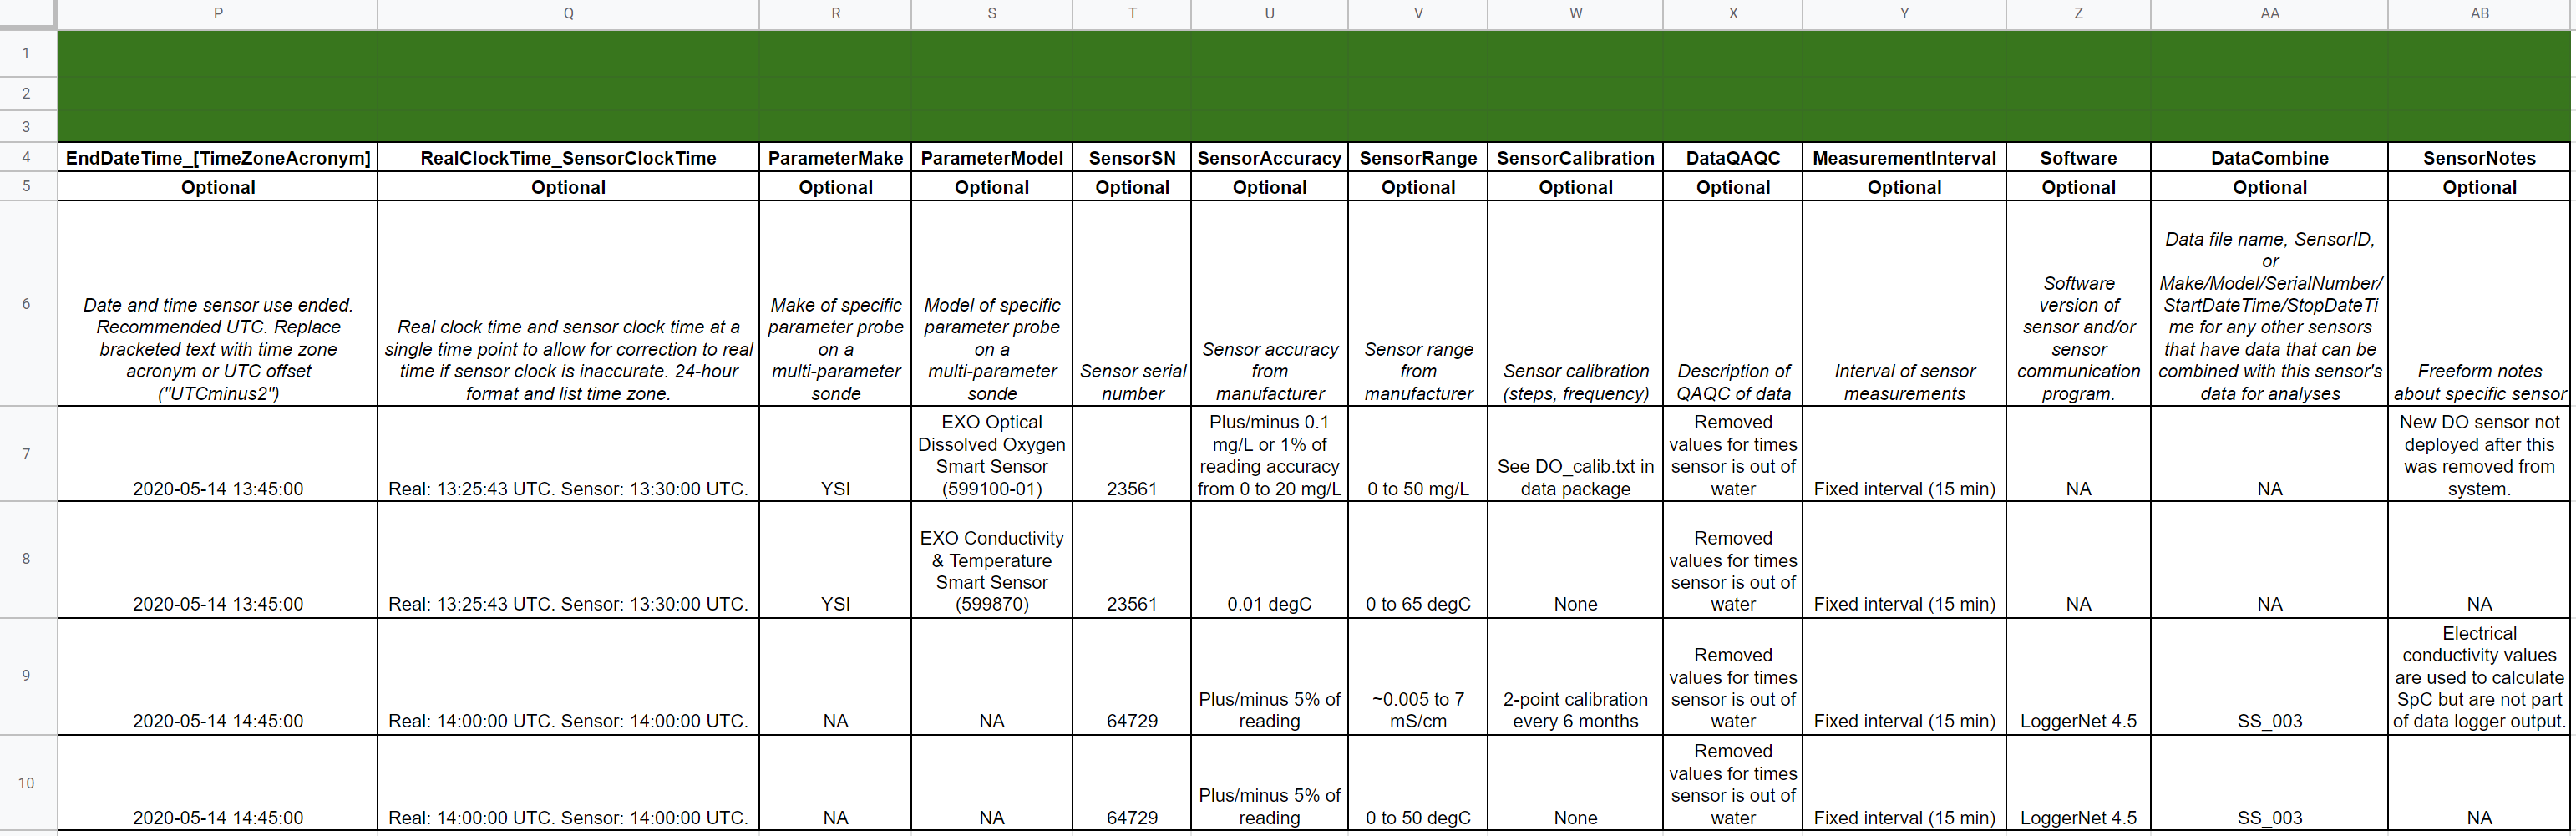 P Q R S T U V W X Y Z AA AB
1
2
3
4 EndDateTime_[TimeZoneAcronym] RealClockTime_SensorClockTime ParameterMake ParameterModel SensorSN SensorAccuracy SensorRange SensorCalibration DataQAQC MeasurementInterval Software DataCombine SensorNotes
5 Optional Optional Optional Optional Optional Optional Optional Optional Optional Optional Optional Optional Optional
6
Date and time sensor use ended.
Recommended UTC. Replace
bracketed text with time zone
acronym or UTC offset
("UTCminus2")
Real clock time and sensor clock time at a
single time point to allow for correction to real
time if sensor clock is inaccurate. 24-hour
format and list time zone.
Make of specific
parameter probe
on a
multi-parameter
sonde
Model of specific
parameter probe
on a
multi-parameter
sonde
Sensor serial
number
Sensor accuracy
from
manufacturer
Sensor range
from
manufacturer
Sensor calibration
(steps, frequency)
Description of
QAQC of data
Interval of sensor
measurements
Software
version of
sensor and/or
sensor
communication
program.
Data file name, SensorID,
or
Make/Model/SerialNumber/
StartDateTime/StopDateTi
me for any other sensors
that have data that can be
combined with this sensor's
data for analyses
Freeform notes
about specific sensor
7
2020-05-14 13:45:00
Real: 13:25:43 UTC. Sensor: 13:30:00 UTC.
YSI
EXO Optical
Dissolved Oxygen
Smart Sensor
(599100-01)
23561
Plus/minus 0.1
mg/L or 1% of
reading accuracy
from 0 to 20 mg/L
0 to 50 mg/L
See DO_calib.txt in
data package
Removed
values for times
sensor is out of
water
Fixed interval (15 min)
NA
NA
New DO sensor not
deployed after this
was removed from
system.
8
2020-05-14 13:45:00
Real: 13:25:43 UTC. Sensor: 13:30:00 UTC.
YSI
EXO Conductivity
& Temperature
Smart Sensor
(599870)
23561
0.01 degC
0 to 65 degC
None
Removed
values for times
sensor is out of
water
Fixed interval (15 min)
NA
NA
NA
9
2020-05-14 14:45:00
Real: 14:00:00 UTC. Sensor: 14:00:00 UTC.
NA
NA
64729
Plus/minus 5% of
reading
~0.005 to 7
mS/cm
2-point calibration
every 6 months
Removed
values for times
sensor is out of
water
Fixed interval (15 min)
LoggerNet 4.5
SS_003
Electrical
conductivity values
are used to calculate
SpC but are not part
of data logger output.
10
2020-05-14 14:45:00
Real: 14:00:00 UTC. Sensor: 14:00:00 UTC.
NA
NA
64729
Plus/minus 5% of
reading
0 to 50 degC
None
Removed
values for times
sensor is out of
water
Fixed interval (15 min)
LoggerNet 4.5
SS_003
NA